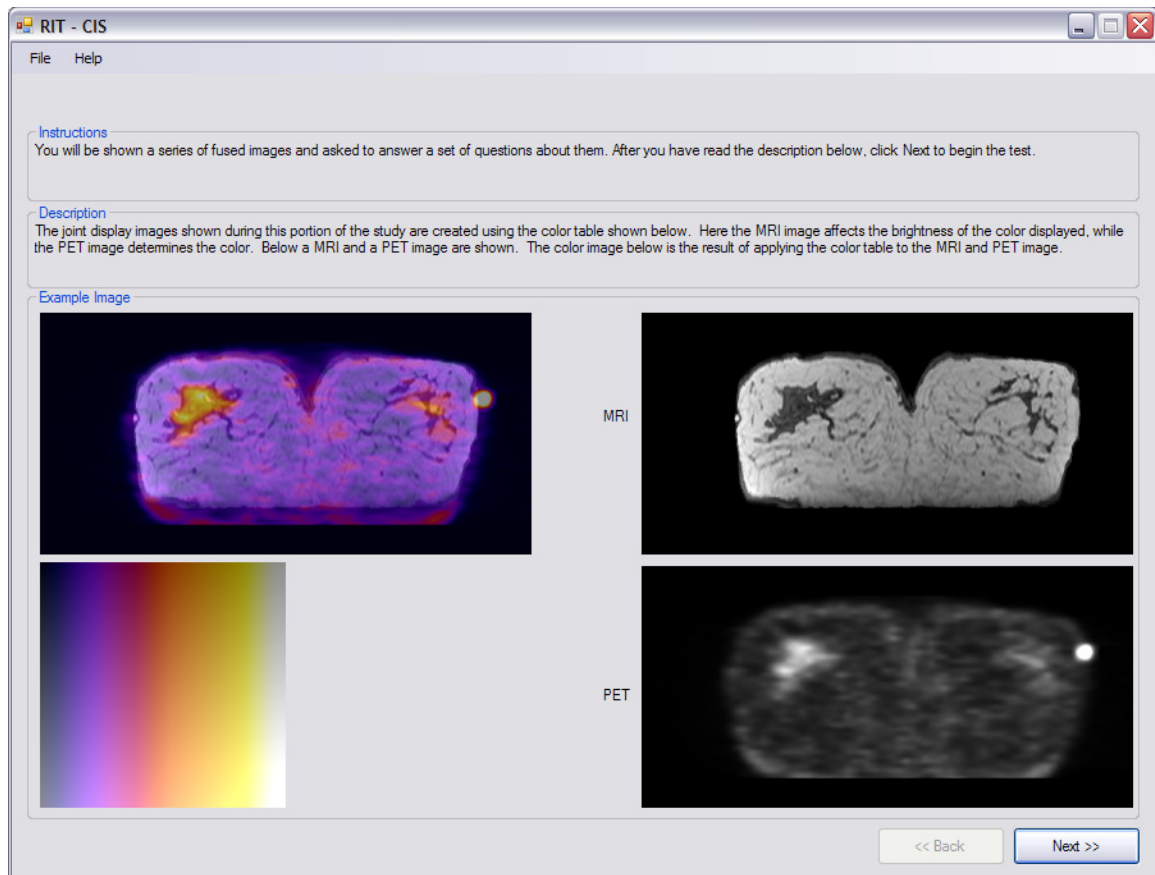 RIT - CIS
File Help
Instructions
You will be shown a series of fused images and asked to answer a set of questions about them. After you have read the description below, click Next to begin the test.
Description
The joint display images shown during this portion of the study are created using the color table shown below. Here the MRI image affects the brightness of the color displayed, while
the PET image determines the color. Below a MRI and a PET image are shown. The color image below is the result of applying the color table to the MRI and PET image.
Example Image
MRI
PET
<< Back
Next >>